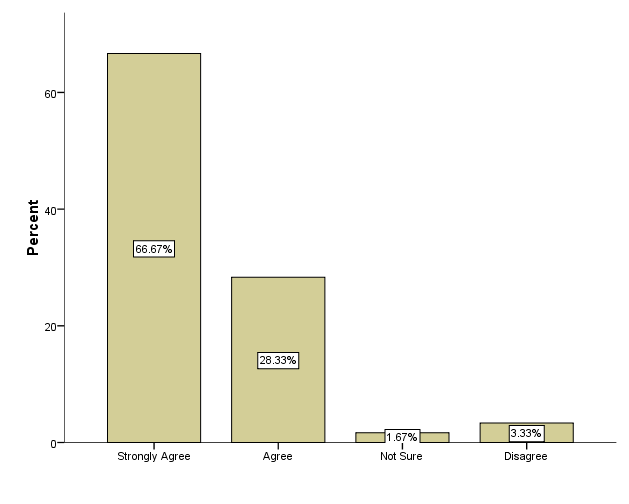 Percent
60
40
20
0
66.67%
28.33%
1.67%
3.33%
Strongly Agree
Agree
Not Sure
Disagree